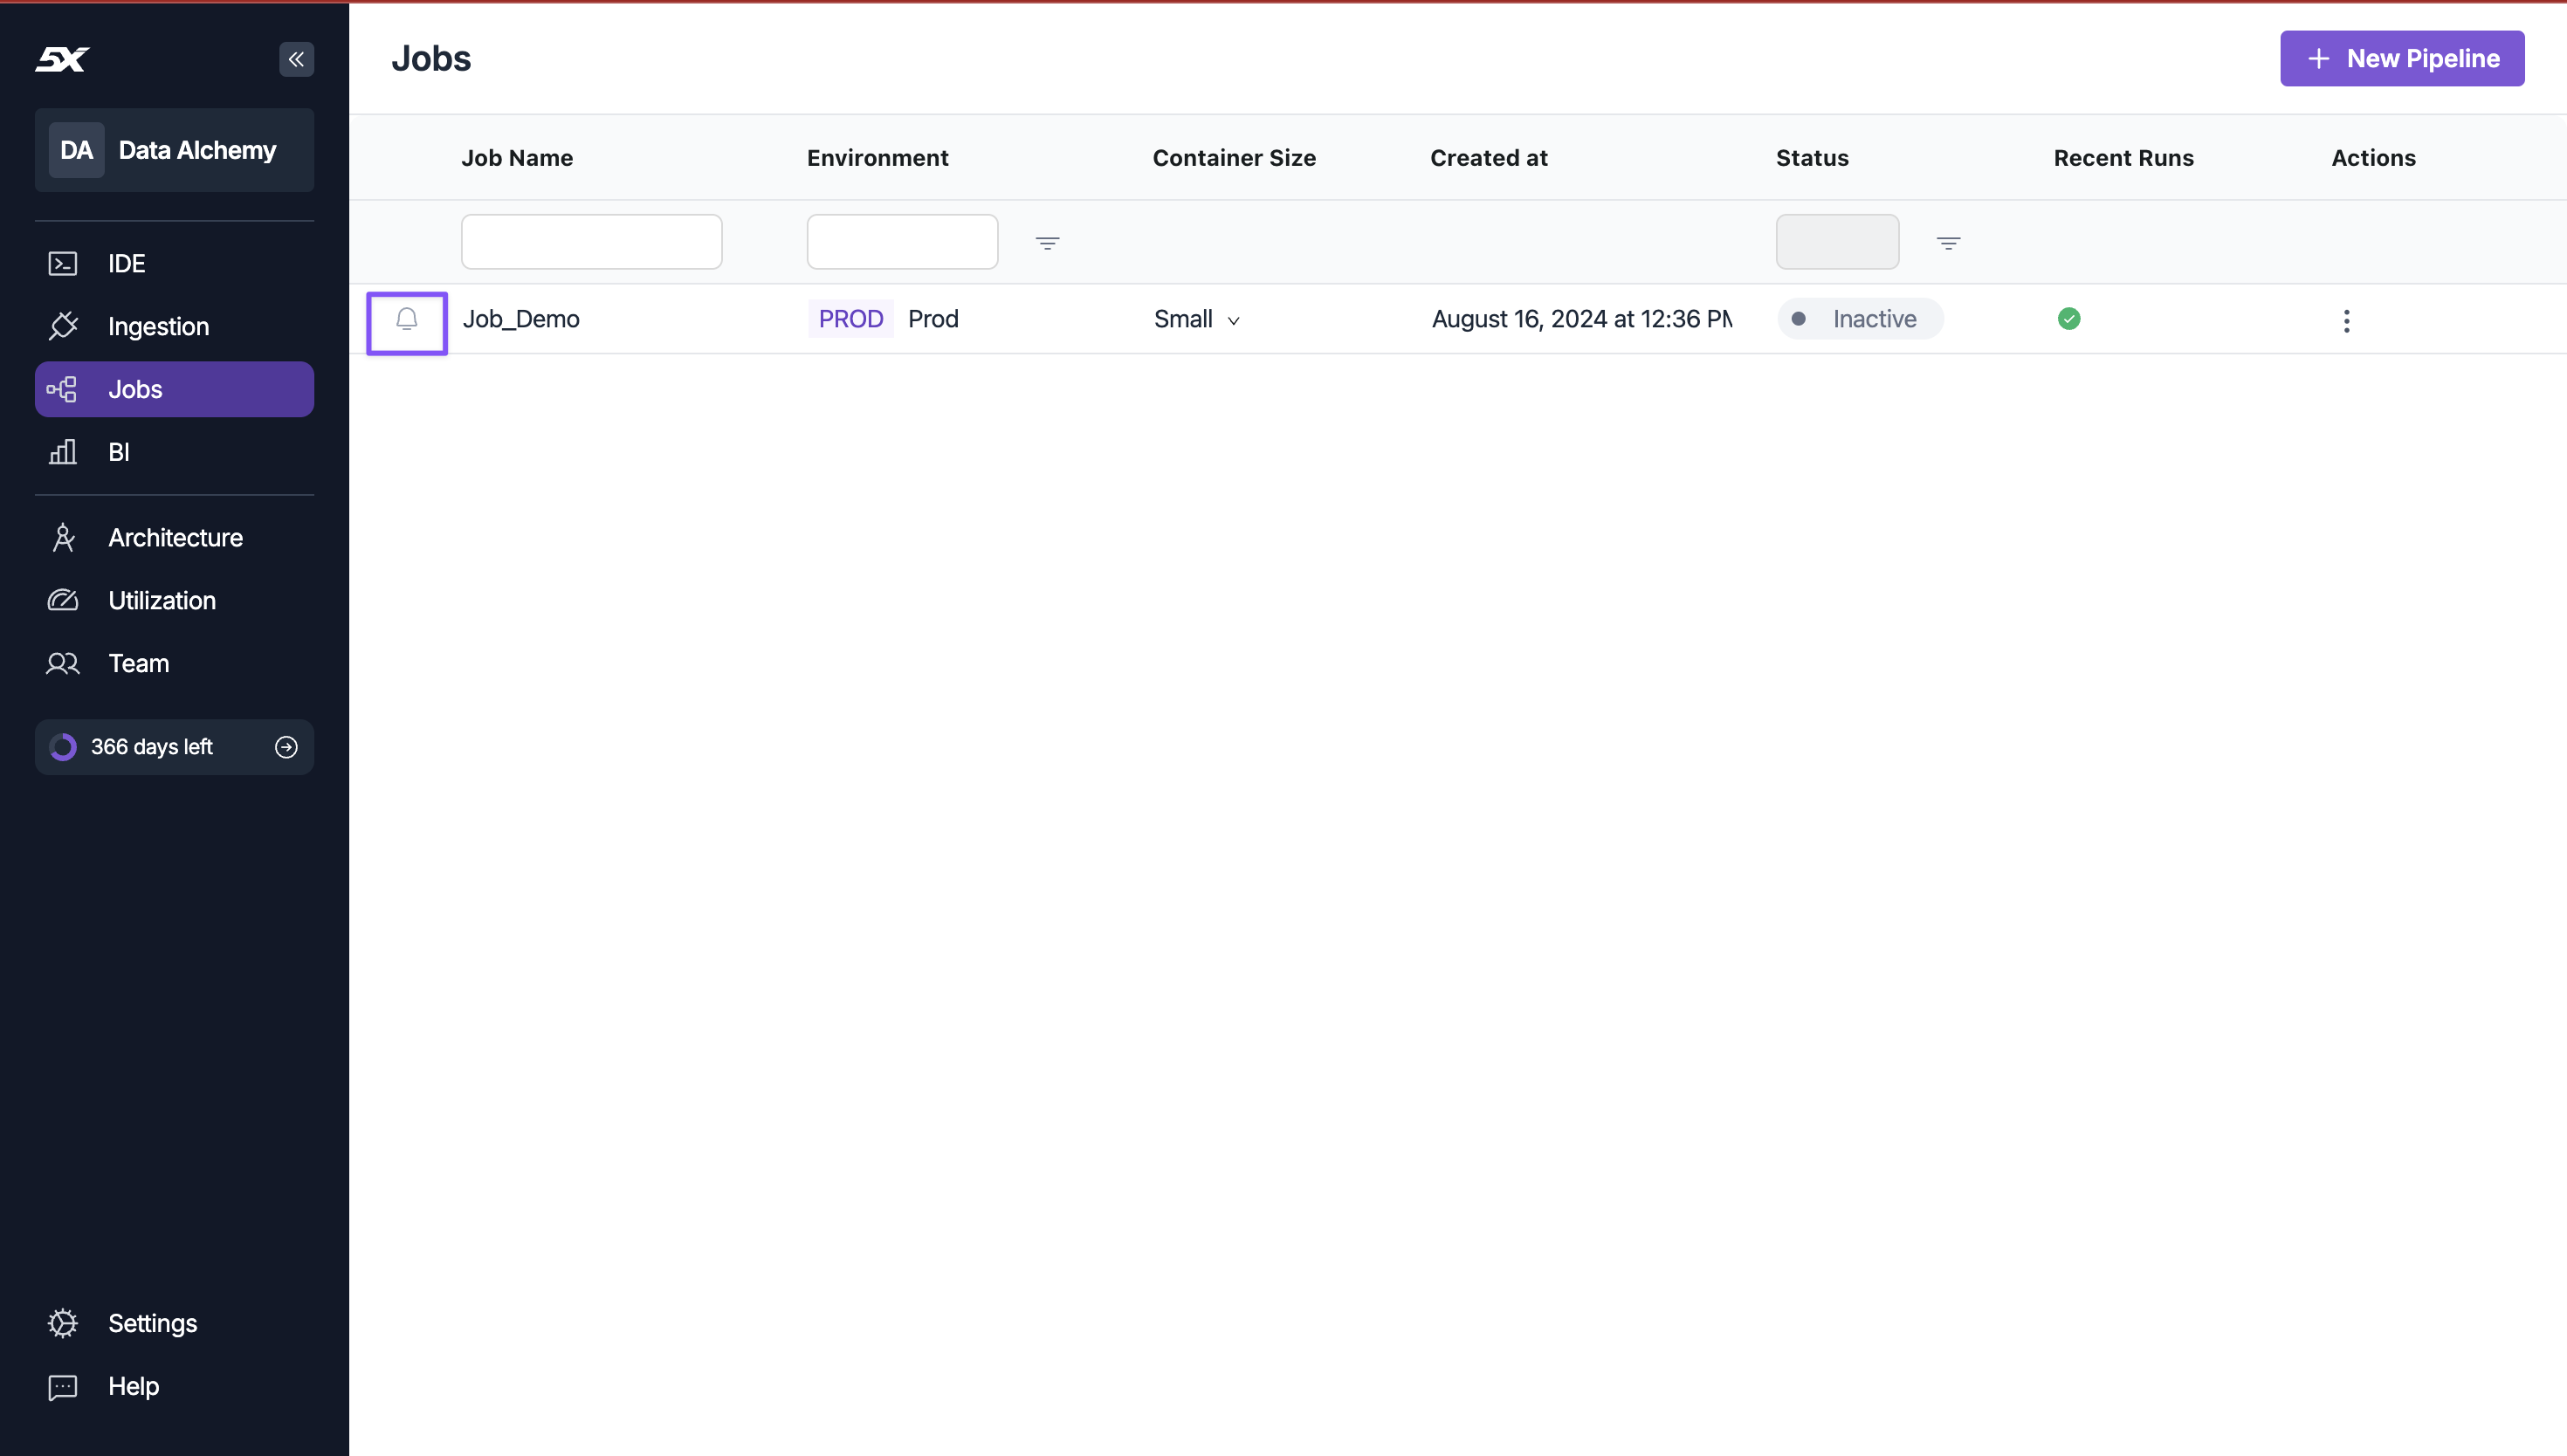 5X
DA Data Alchemy
IDE
Ingestion
Jobs
BI
Architecture
Utilization
Team
366 days left
Settings
Help
Jobs
New Pipeline
Job Name Environment Container Size Created at Status Recent Runs Actions
Job_Demo PROD Prod Small August 16, 2024 at 12:36 Inactive